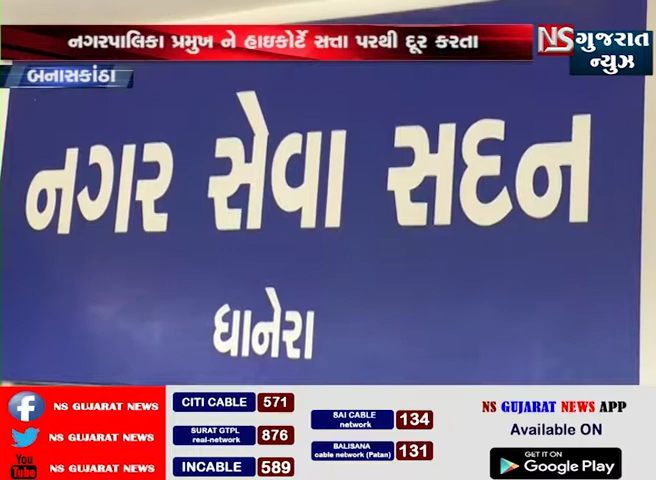 નગરપાલિકા પ્રમુખ ને હાઇકોર્ટે સત્તા પરથી દૂર કરતા
NS ગુજરાત
ન્યુઝ
બનાસકાંઠા
નગર સેવા સદન
ધાનેરા
NS GUJARAT NEWS
NS GUJARAT NEWS
You
Tube NS GUJARAT NEWS
CITI CABLE 571
SURAT GTPL
real-network 876
INCABLE 589
SAI CABLE
network 134
BALISANA
cable network (Patan) 131
NS GUJARAT NEWS APP
Available ON
GET IT ON
Google Play